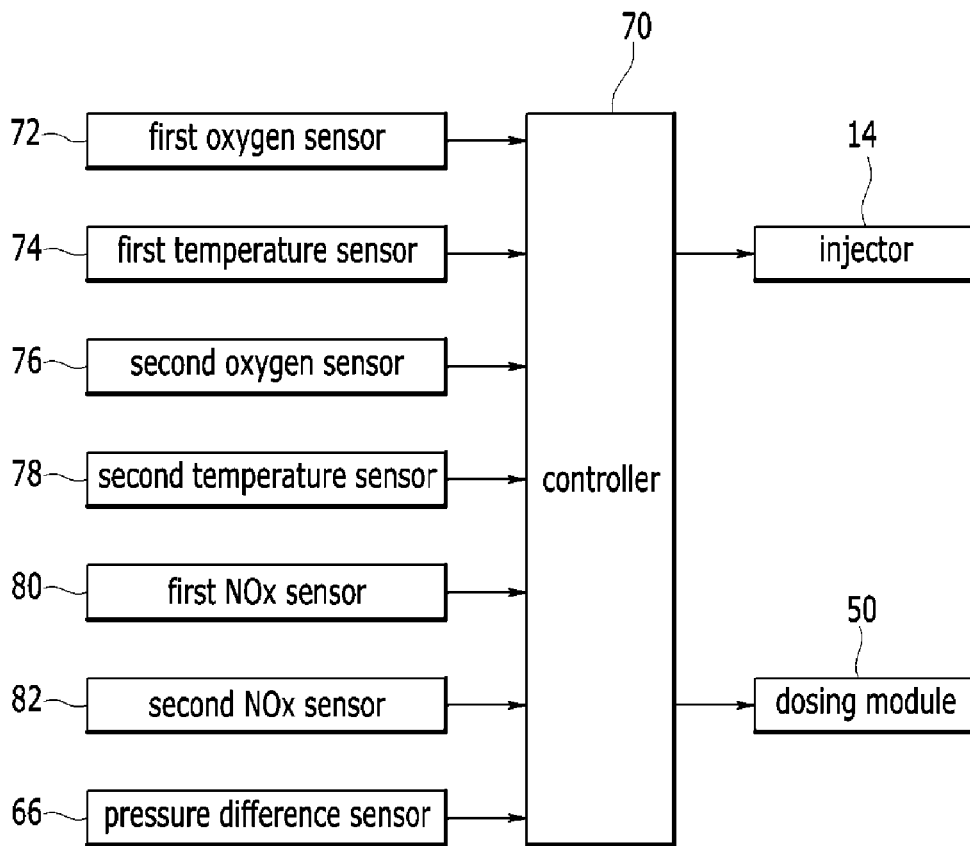 70
72 first oxygen sensor
14
74 first temperature sensor
injector
76 second oxygen sensor
78 second temperature sensor
controller
80 first NOx sensor
50
82 second NOx sensor
dosing module
66 pressure difference sensor